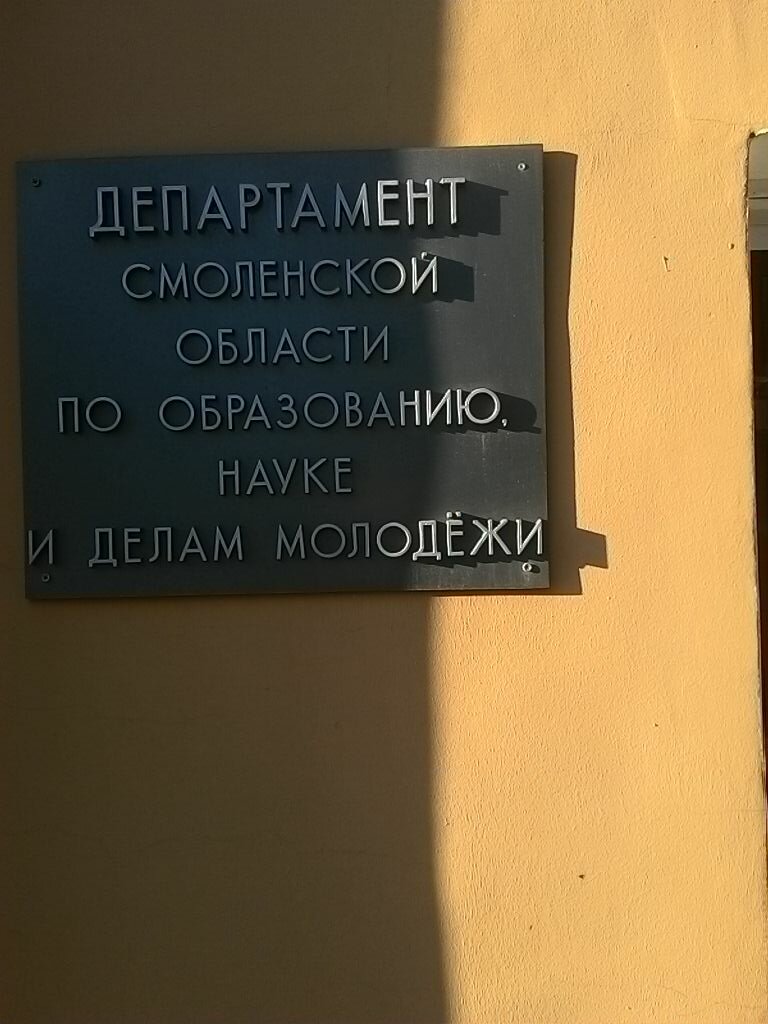 ДЕПАРТАМЕНТ
СМОЛЕНСКОЙ
ОБЛАСТИ
ПО ОБРАЗОВАНИЮ,
НАУКЕ
И ДЕЛАМ МОЛОДЁЖИ